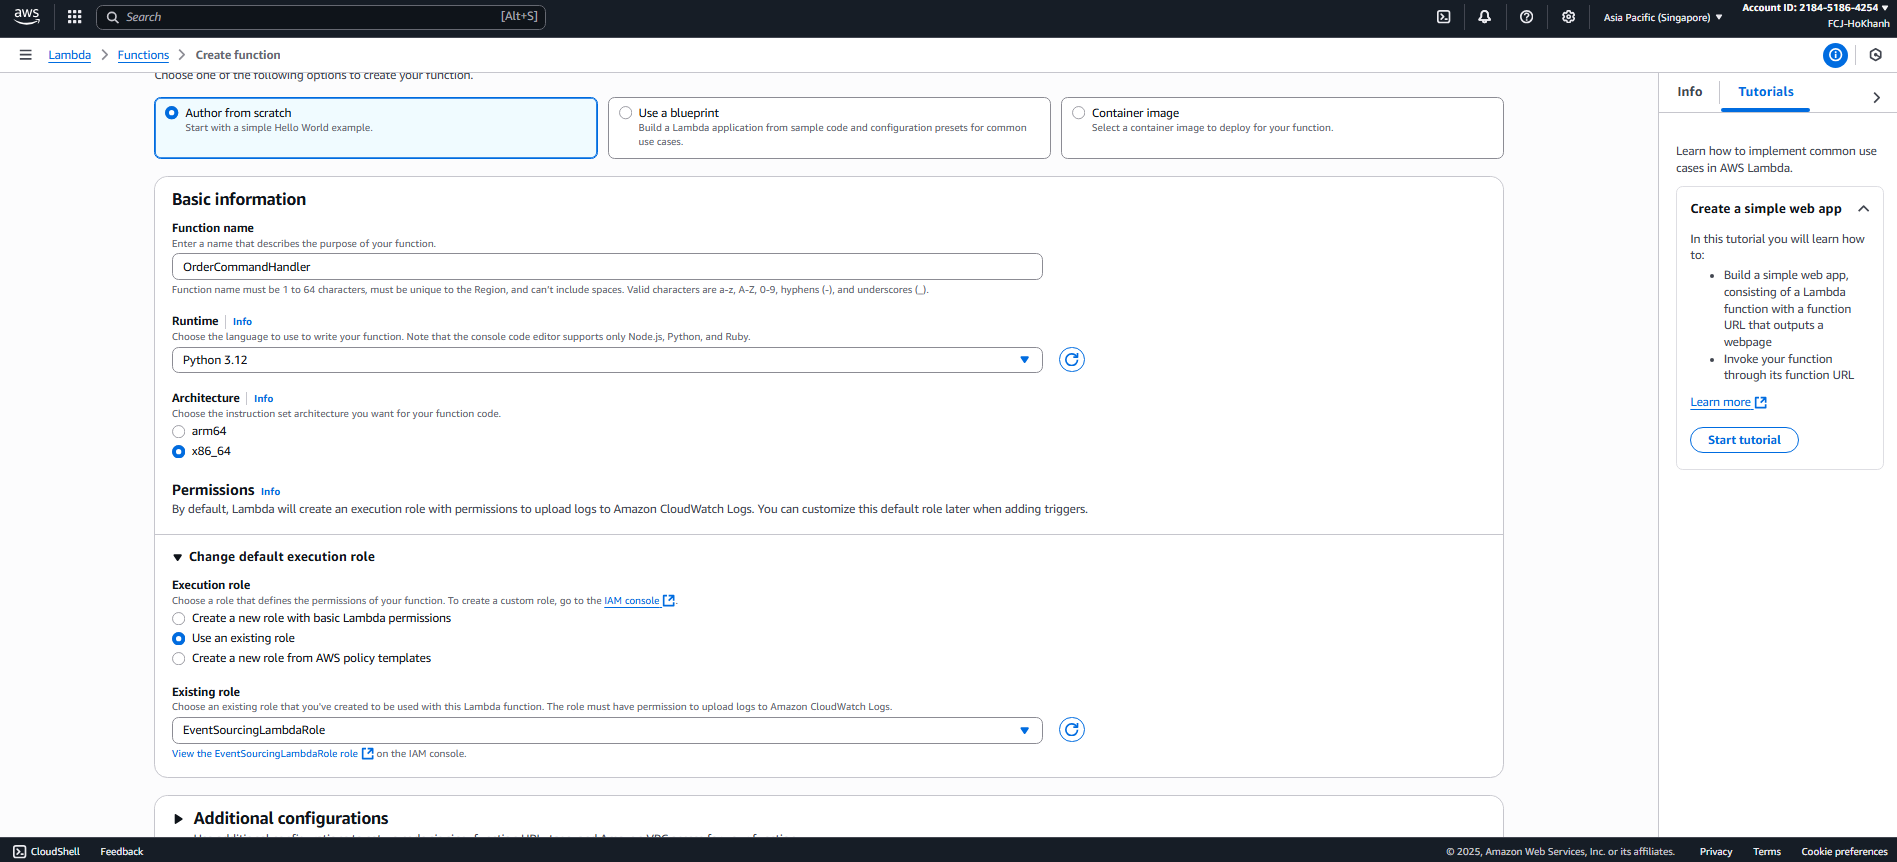 aws
Search
[Alt+S]
Asia Pacific (Singapore)
Account ID: 2184-5186-4254
FCJ-HoKhanh
Lambda
Functions
Create function
Choose one of the following options to create your function.
Author from scratch
Start with a simple Hello World example.
Use a blueprint
Build a Lambda application from sample code and configuration presets for common
use cases.
Container image
Select a container image to deploy for your function.
Basic information
Function name
Enter a name that describes the purpose of your function.
OrderCommandHandler
Function name must be 1 to 64 characters, must be unique to the Region, and can't include spaces. Valid characters are a-z, A-Z, 0-9, hyphens (-), and underscores (_).
Runtime Info
Choose the language to use to write your function. Note that the console code editor supports only Node.js, Python, and Ruby.
Python 3.12
Architecture Info
Choose the instruction set architecture you want for your function code.
arm64
x86_64
Permissions Info
By default, Lambda will create an execution role with permissions to upload logs to Amazon CloudWatch Logs. You can customize this default role later when adding triggers.
Change default execution role
Execution role
Choose a role that defines the permissions of your function. To create a custom role, go to the IAM console.
Create a new role with basic Lambda permissions
Use an existing role
Create a new role from AWS policy templates
Existing role
Choose an existing role that you've created to be used with this Lambda function. The role must have permission to upload logs to Amazon CloudWatch Logs.
EventSourcingLambdaRole
View the EventSourcingLambdaRole role on the IAM console.
Additional configurations
Info
Tutorials
Learn how to implement common use
cases in AWS Lambda.
Create a simple web app
In this tutorial you will learn how
to:
• Build a simple web app,
consisting of a Lambda
function with a function
URL that outputs a
webpage
• Invoke your function
through its function URL
Learn more
Start tutorial
CloudShell
Feedback
© 2025, Amazon Web Services, Inc. or its affiliates.
Privacy
Terms
Cookie preferences